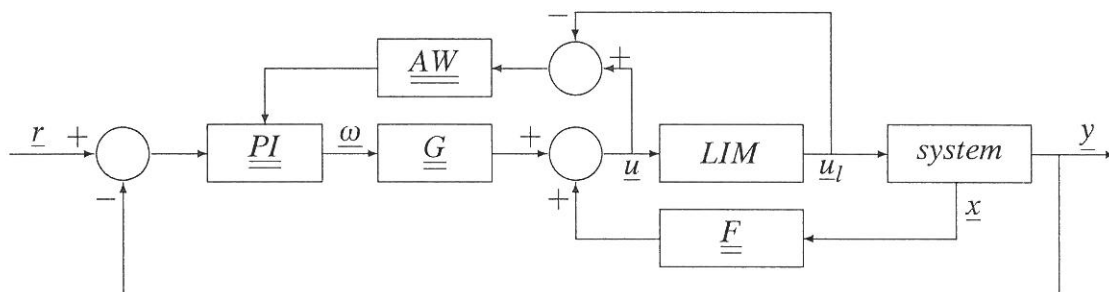 −
+
AW
r
+
PI
ω
G
+
u
LIM
u_l
system
y
−
+
F
x